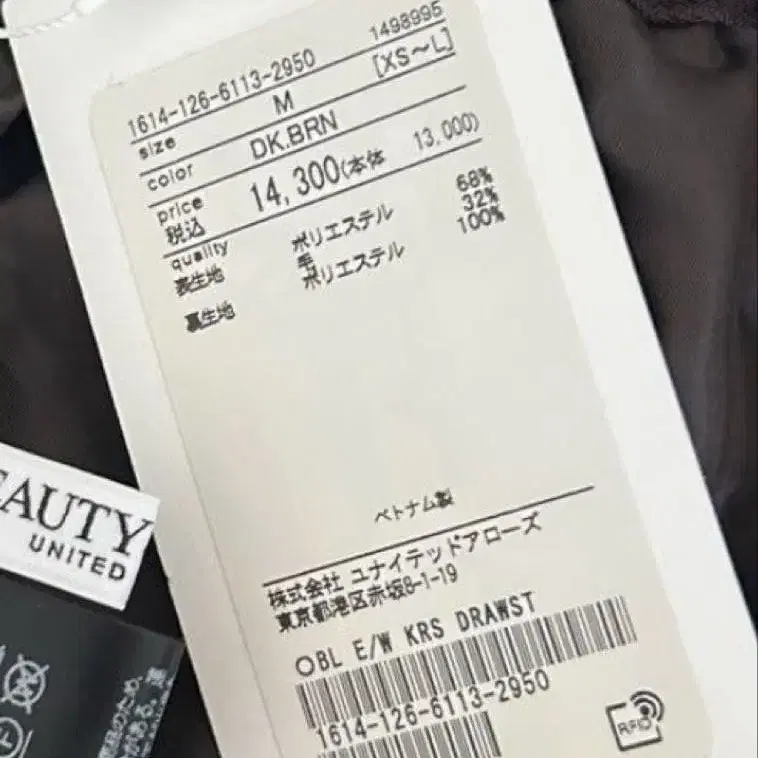 1498995
1614-126-6113-2950
size M [XS~L]
color DK.BRN
price
税込 14,300(本体 13,000)
quality
表生地 ポリエステル 68%
毛 32%
裏生地 ポリエステル 100%
ベトナム製
株式会社 ユナイテッドアローズ
東京都港区赤坂8-1-19
○BL E/W KRS DRAWST
1614-126-6113-2950
RFID
EAUTY
UNITED